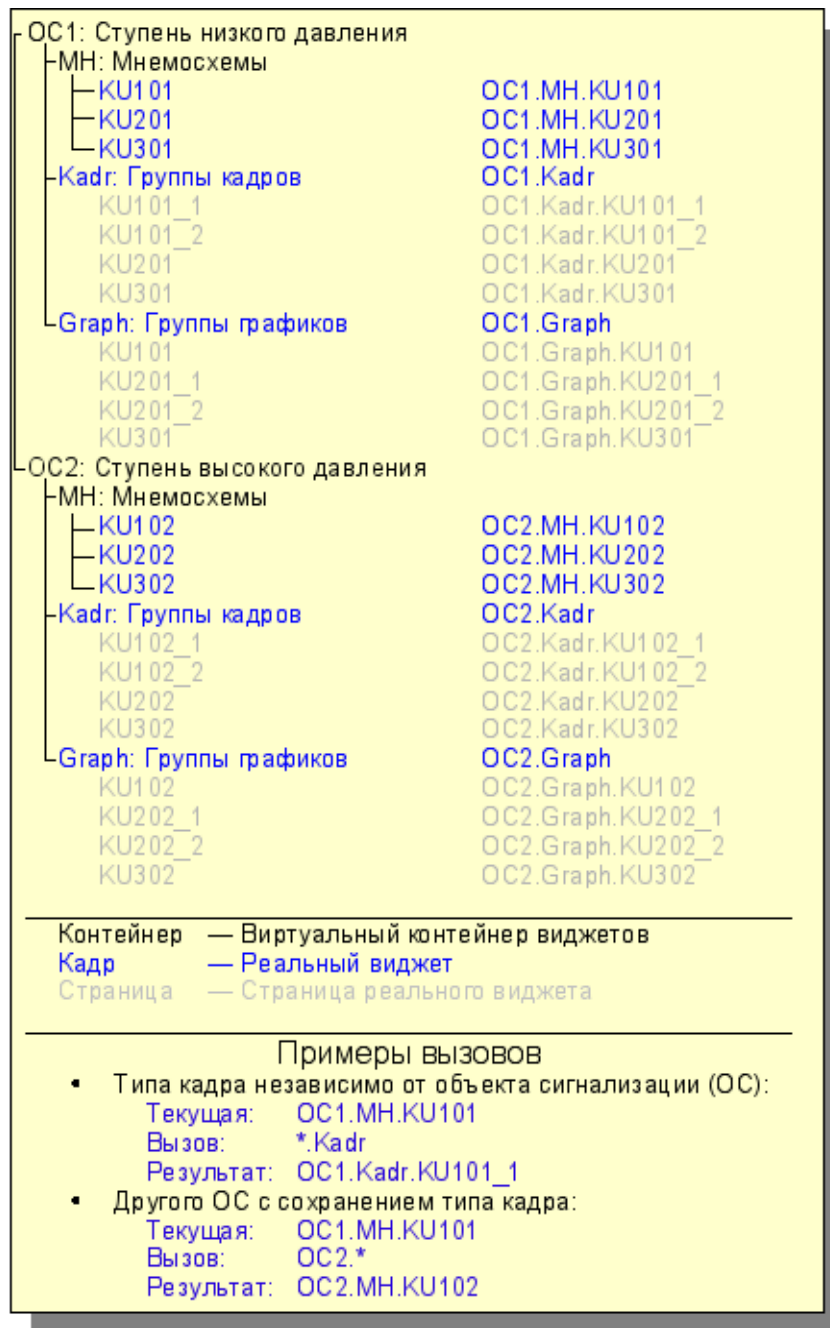 ОС1: Ступень низкого давления
МН: Мнемосхемы
KU101 ОС1.МН.KU101
KU201 ОС1.МН.KU201
KU301 ОС1.МН.KU301
Kadr: Группы кадров ОС1.Kadr
KU101_1 ОС1.Kadr.KU101_1
KU101_2 ОС1.Kadr.KU101_2
KU201 ОС1.Kadr.KU201
KU301 ОС1.Kadr.KU301
Graph: Группы графиков ОС1.Graph
KU101 ОС1.Graph.KU101
KU201_1 ОС1.Graph.KU201_1
KU201_2 ОС1.Graph.KU201_2
KU301 ОС1.Graph.KU301
ОС2: Ступень высокого давления
МН: Мнемосхемы
KU102 ОС2.МН.KU102
KU202 ОС2.МН.KU202
KU302 ОС2.МН.KU302
Kadr: Группы кадров ОС2.Kadr
KU102_1 ОС2.Kadr.KU102_1
KU102_2 ОС2.Kadr.KU102_2
KU202 ОС2.Kadr.KU202
KU302 ОС2.Kadr.KU302
Graph: Группы графиков ОС2.Graph
KU102 ОС2.Graph.KU102
KU202_1 ОС2.Graph.KU202_1
KU202_2 ОС2.Graph.KU202_2
KU302 ОС2.Graph.KU302
Контейнер — Виртуальный контейнер виджетов
Кадр — Реальный виджет
Страница — Страница реального виджета
Примеры вызовов
• Типа кадра независимо от объекта сигнализации (ОС):
Текущая: ОС1.МН.KU101
Вызов: *.Kadr
Результат: ОС1.Kadr.KU101_1
• Другого ОС с сохранением типа кадра:
Текущая: ОС1.МН.KU101
Вызов: ОС2.*
Результат: ОС2.МН.KU102